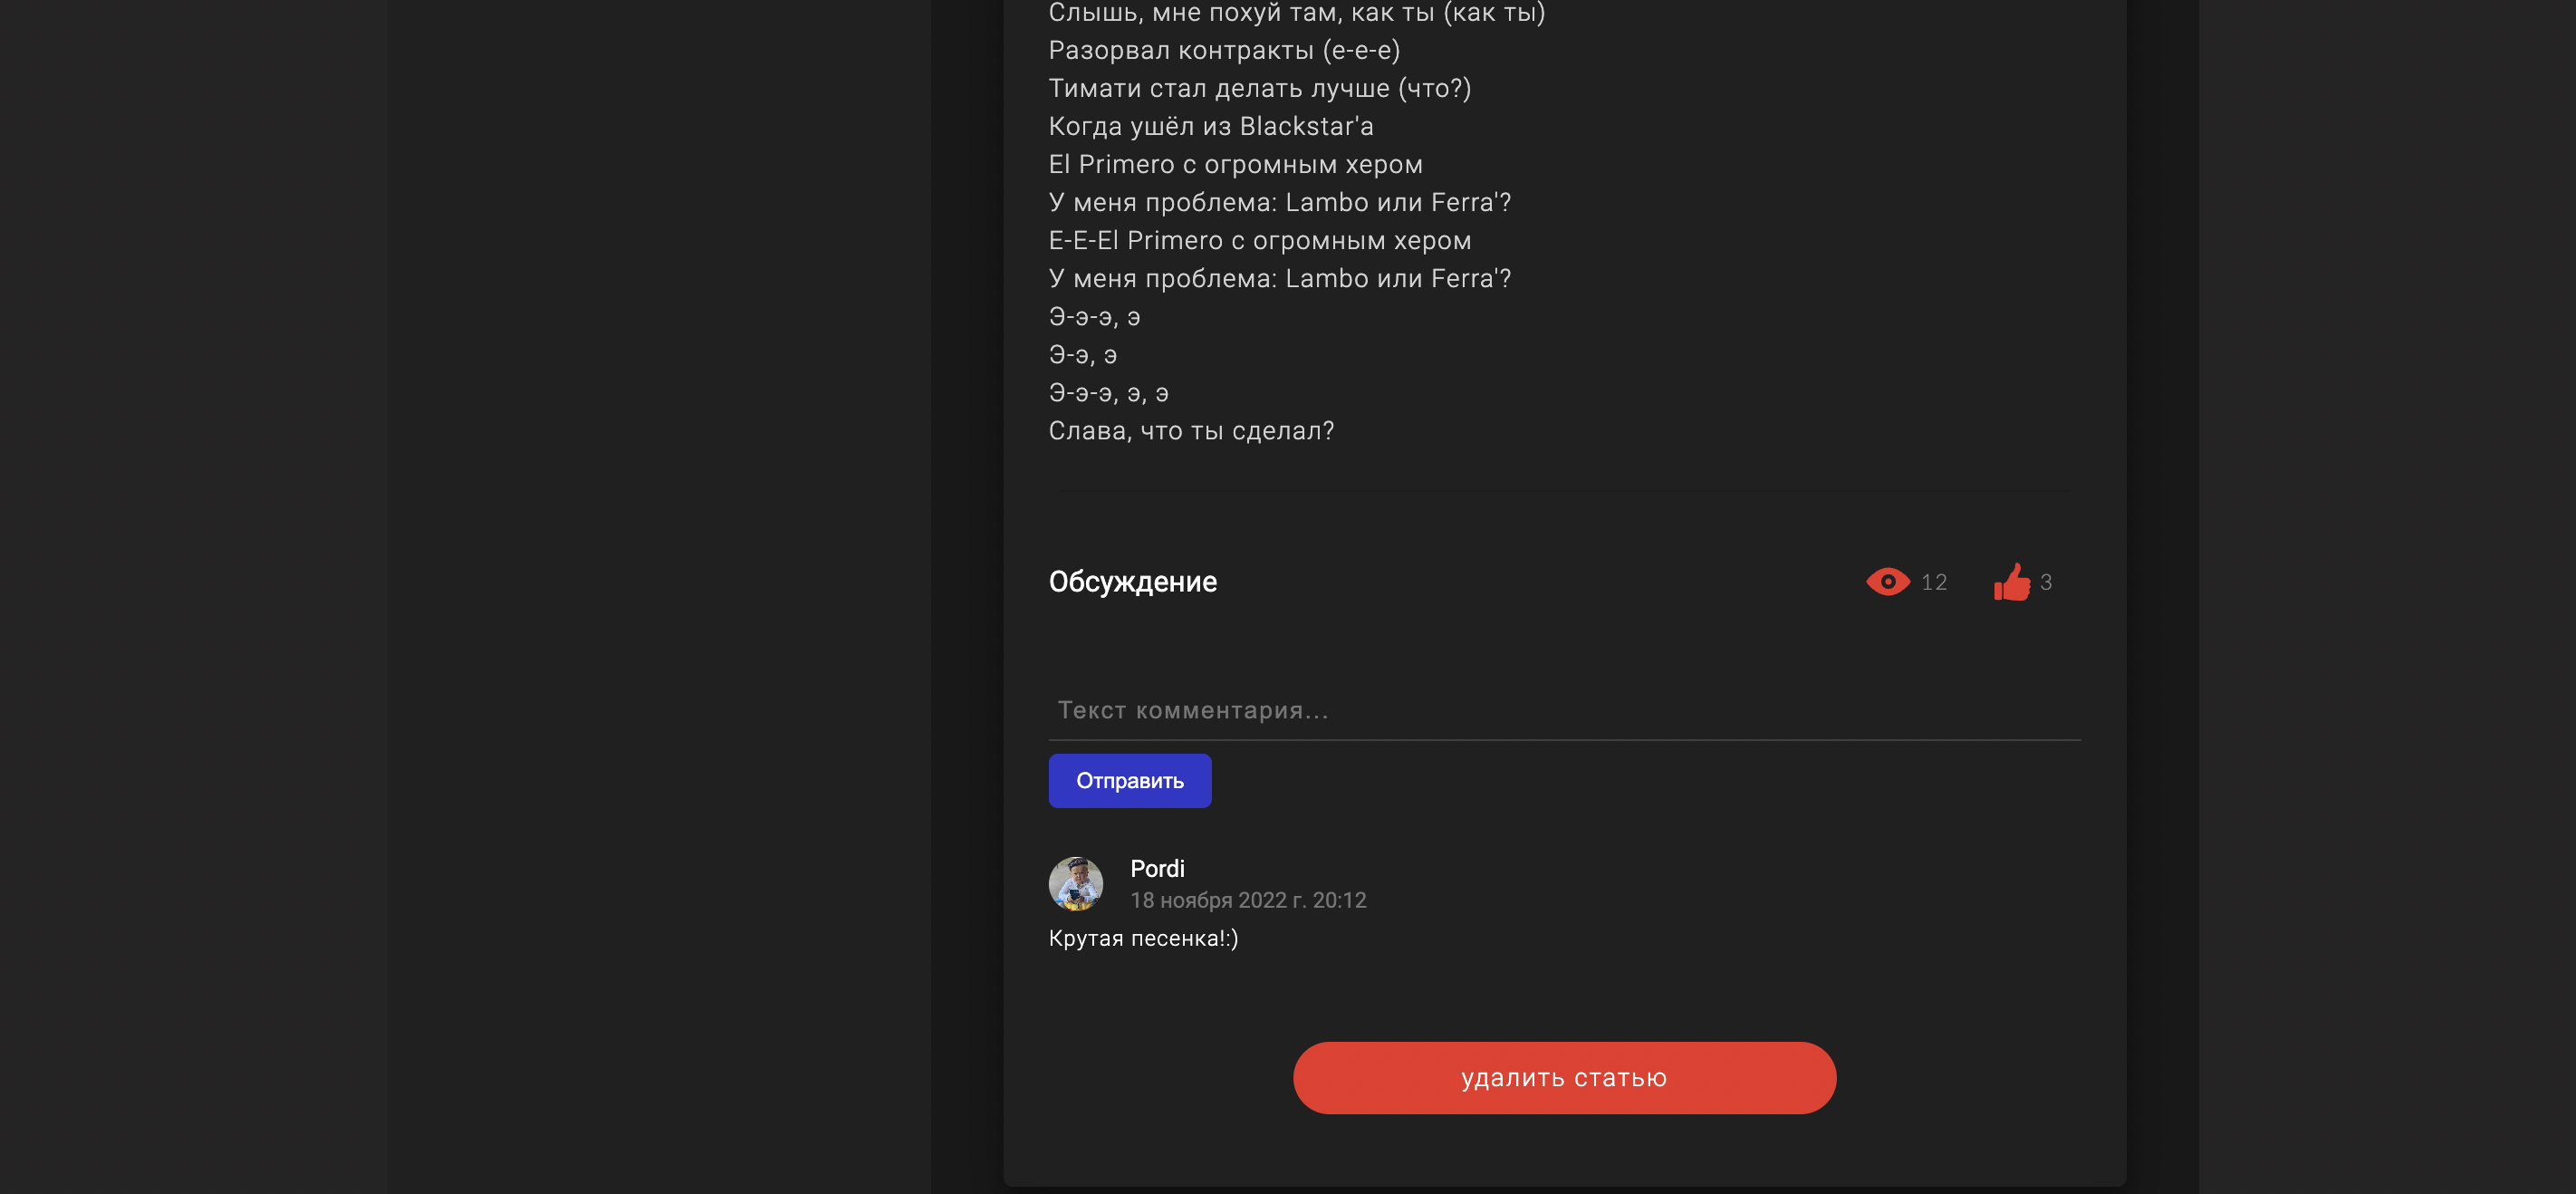 Слышь, мне похуй там, как ты (как ты)
Разорвал контракты (е-е-е)
Тимати стал делать лучше (что?)
Когда ушёл из Blackstar'а
El Primero с огромным хером
У меня проблема: Lambo или Ferra'?
E-E-El Primero с огромным хером
У меня проблема: Lambo или Ferra'?
Э-э-э, э
Э-э, э
Э-э-э, э, э
Слава, что ты сделал?
Обсуждение
12
3
Текст комментария...
Отправить
Pordi
18 ноября 2022 г. 20:12
Крутая песенка!:)
удалить статью